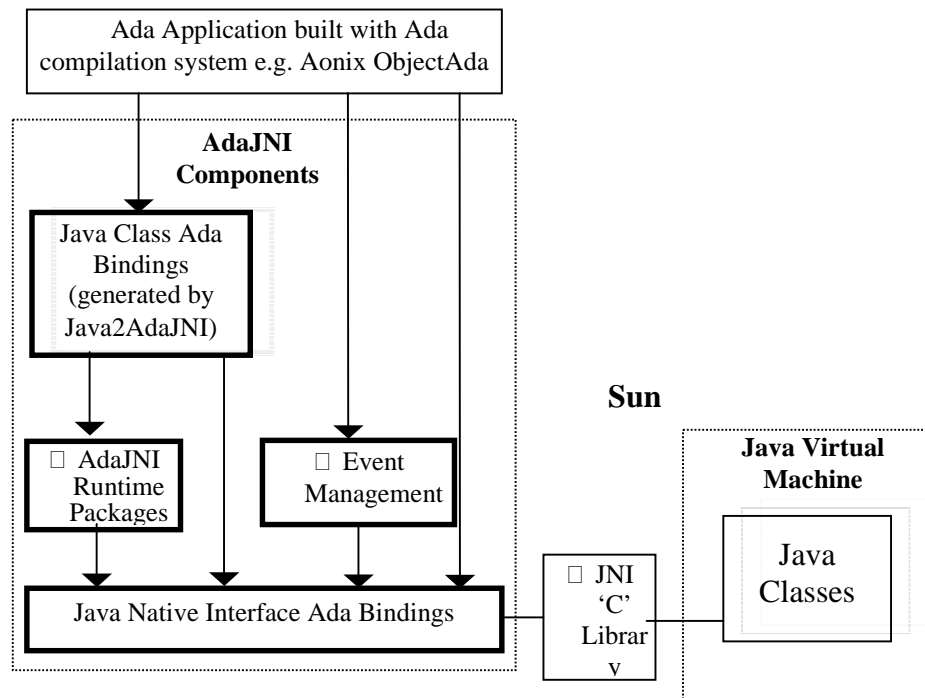 Ada Application built with Ada
compilation system e.g. Aonix ObjectAda
AdaJNI
Components
Java Class Ada
Bindings
(generated by
Java2AdaJNI)
Sun
□ AdaJNI
Runtime
Packages
□ Event
Management
Java Virtual
Machine
Java Native Interface Ada Bindings
□ JNI
‘C’
Librar
y
Java
Classes